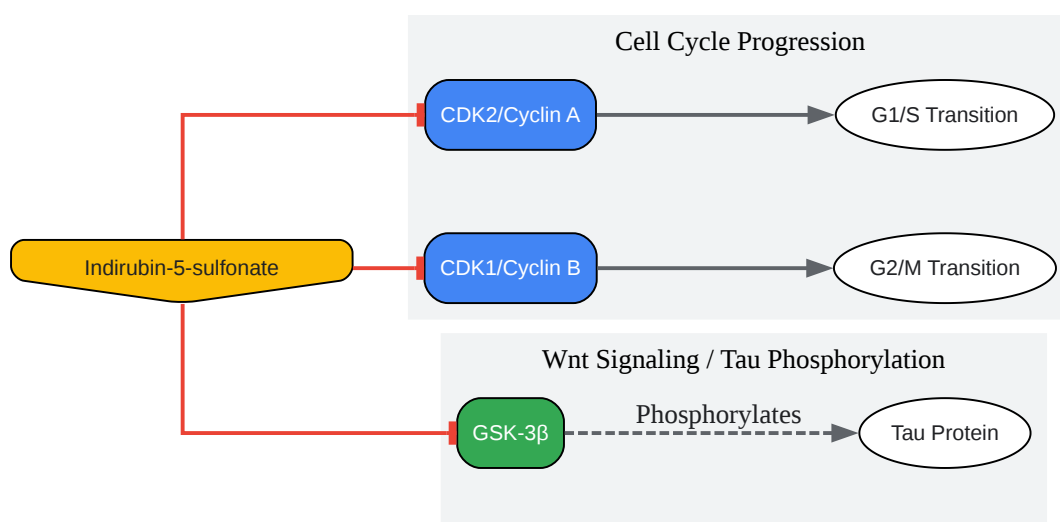 Cell Cycle Progression
CDK2/Cyclin A
G1/S Transition
Indirubin-5-sulfonate
CDK1/Cyclin B
G2/M Transition
Wnt Signaling / Tau Phosphorylation
GSK-3β
Phosphorylates
Tau Protein